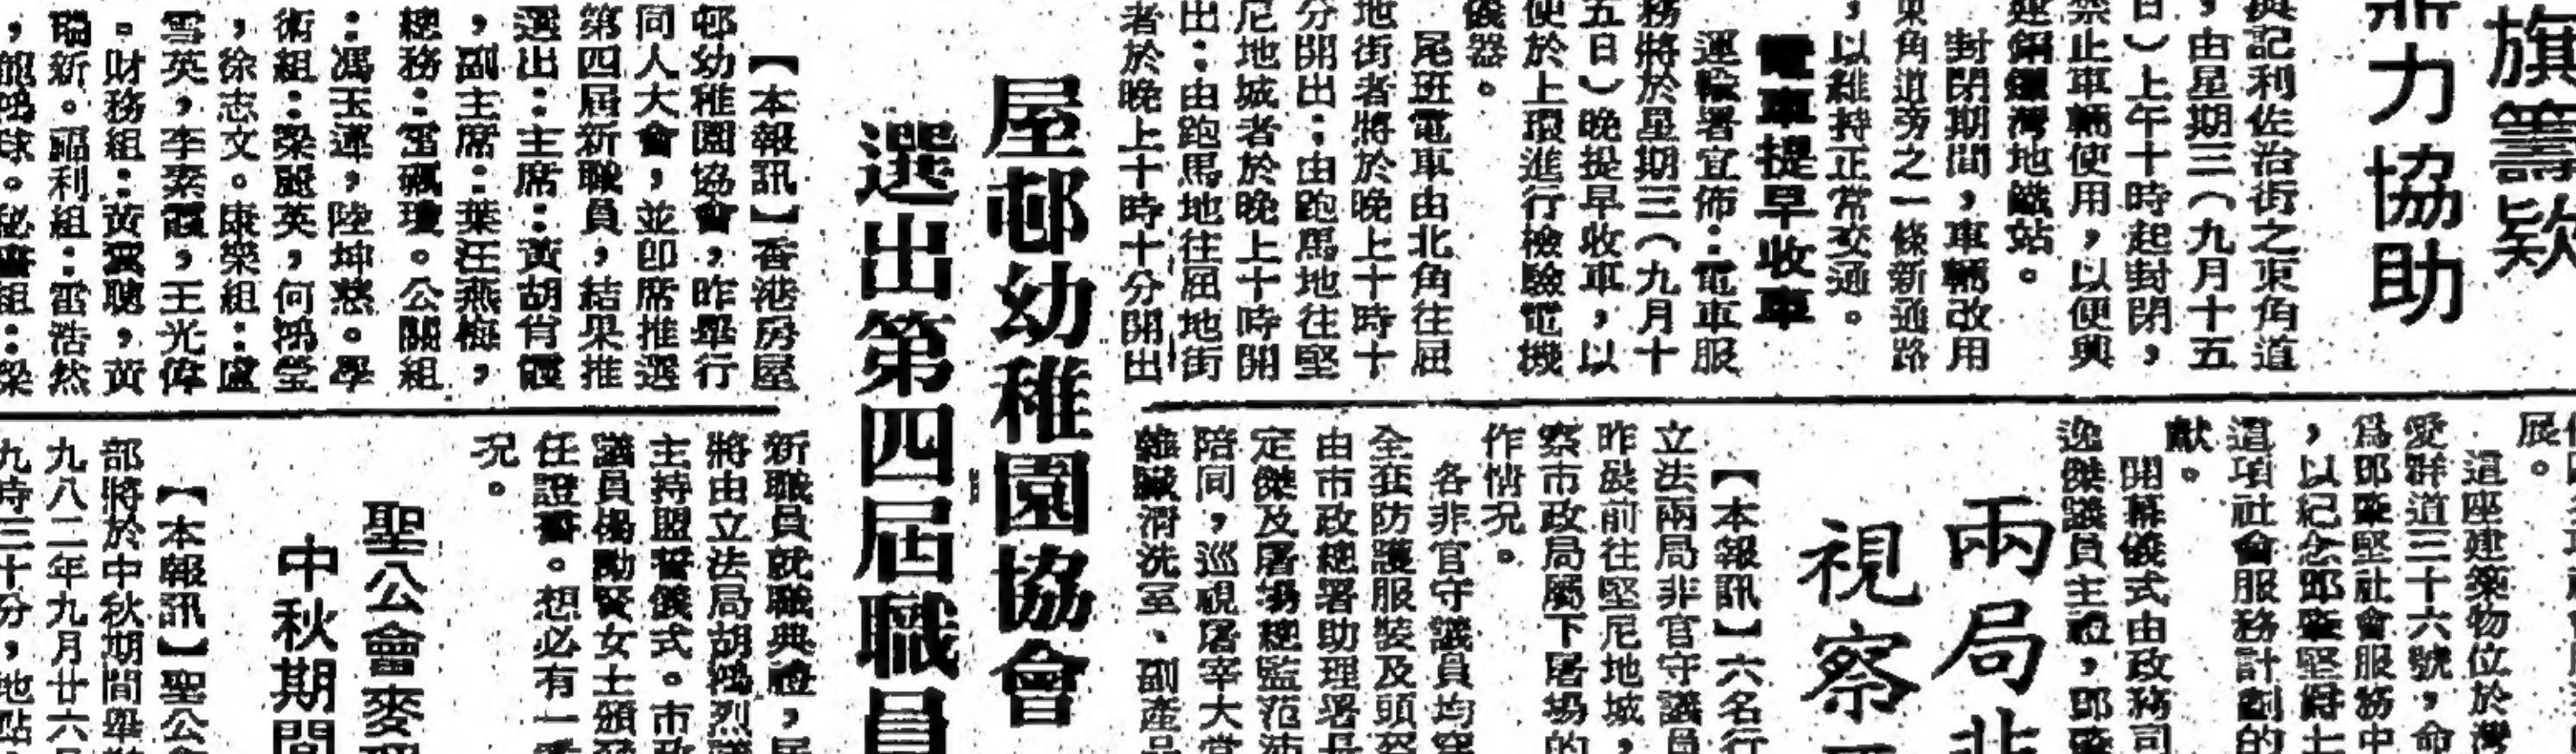 旗籌款
鼎力協助
與記利佐治街之東角道
，由星期三（九月十五
日）上午十時起封閉，
禁止車輛使用，以便興
建銅鑼灣地鐵站。
封閉期間，車輛改用
東角道旁之一條新通路
，以維持正常交通。
電車提早收車
運輸署宣佈：電車服
務將於星期三（九月十
五日）晚提早收車，以
便於上環進行檢驗電機
儀器。
尾班電車由北角往屈
地街者將於晚上十時十
分開出；由跑馬地往堅
尼地城者於晚上十時開
出；由跑馬地往屈地街
者於晚上十時十分開出
屋邨幼稚園協會
選出第四屆職員
【本報訊】香港房屋
邨幼稚園協會，昨舉行
同人大會，並卽席推選
第四屆新職員，結果推
選出：主席：黃胡肯霞
，副主席：葉汪燕梅，
總務：雷珮瓊。公關組
：馮玉蓮，陸坤慈。學
術組：梁麗英，何鴻瑩
，徐志文。康樂組：盧
雪英，李素霞，王光偉
。財務組：黃翼聰，黃
瑞新。福利組：雷浩然
，龍鴻球。秘書組：梁
展。
這座建築物位於灣
愛群道三十六號，命
爲鄧肇堅社會服務中
，以紀念鄧肇堅爵士
這項社會服務計劃的
獻。
開幕儀式由政務司
逸傑議員主禮，鄧肇
兩局非
視察
【本報訊】六名行
立法兩局非官守議員
昨晨前往堅尼地城，
察市政局屬下屠場的
作情況。
各非官守議員均穿
全套防護服裝及頭盔
由市政總署助理署長
定傑及屠場總監范沛
陪同，巡視屠宰大堂
雜臟清洗室、副產品
新職員就職典禮，
將由立法局胡鴻烈議
主持盟誓儀式。市政
議員楊勵賢女士頒發
任證書。想必有一番
況。
聖公會麥理
中秋期間
【本報訊】聖公會
部將於中秋期間舉
九八二年九月廿六日
九時三十分，地點